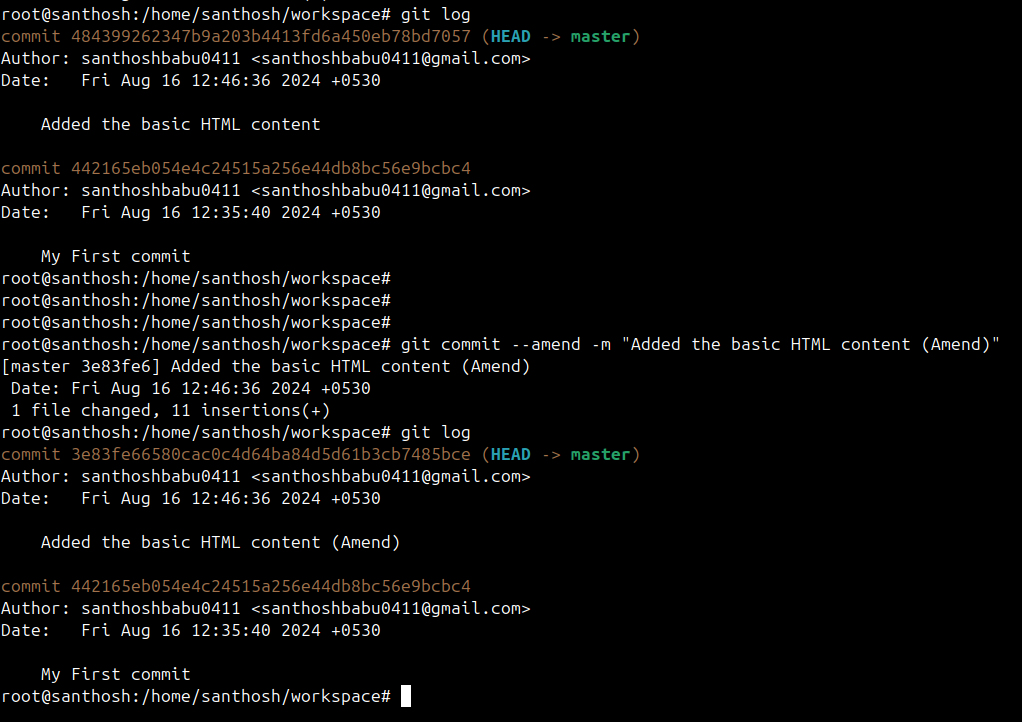 root@santhosh:/home/santhosh/workspace# git log
commit 484399262347b9a203b4413fd6a450eb78bd7057 (HEAD -> master)
Author: santhoshbabu0411 <santhoshbabu0411@gmail.com>
Date:   Fri Aug 16 12:46:36 2024 +0530

    Added the basic HTML content

commit 442165eb054e4c24515a256e44db8bc56e9bcbc4
Author: santhoshbabu0411 <santhoshbabu0411@gmail.com>
Date:   Fri Aug 16 12:35:40 2024 +0530

    My First commit
root@santhosh:/home/santhosh/workspace#
root@santhosh:/home/santhosh/workspace#
root@santhosh:/home/santhosh/workspace#
root@santhosh:/home/santhosh/workspace# git commit --amend -m "Added the basic HTML content (Amend)"
[master 3e83fe6] Added the basic HTML content (Amend)
 Date: Fri Aug 16 12:46:36 2024 +0530
 1 file changed, 11 insertions(+)
root@santhosh:/home/santhosh/workspace# git log
commit 3e83fe66580cac0c4d64ba84d5d61b3cb7485bce (HEAD -> master)
Author: santhoshbabu0411 <santhoshbabu0411@gmail.com>
Date:   Fri Aug 16 12:46:36 2024 +0530

    Added the basic HTML content (Amend)

commit 442165eb054e4c24515a256e44db8bc56e9bcbc4
Author: santhoshbabu0411 <santhoshbabu0411@gmail.com>
Date:   Fri Aug 16 12:35:40 2024 +0530

    My First commit
root@santhosh:/home/santhosh/workspace#